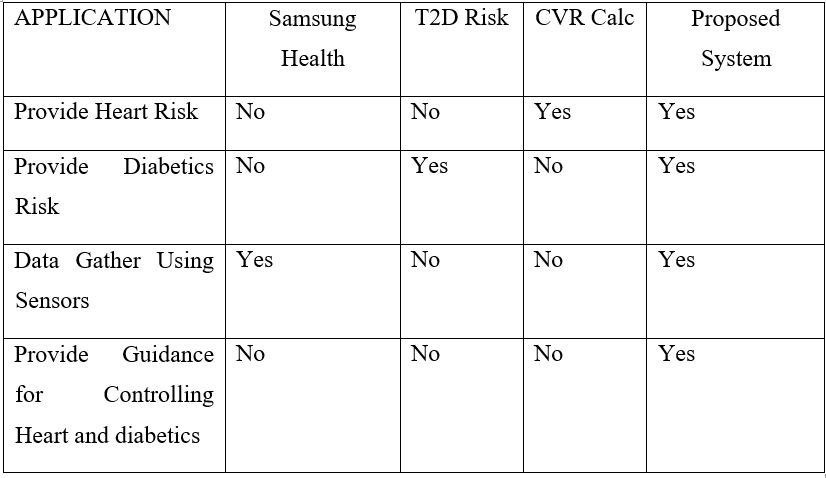 APPLICATION Samsung Health T2D Risk CVR Calc Proposed System
Provide Heart Risk No No Yes Yes
Provide Diabetics Risk No Yes No Yes
Data Gather Using Sensors Yes No No Yes
Provide Guidance for Controlling Heart and diabetics No No No Yes